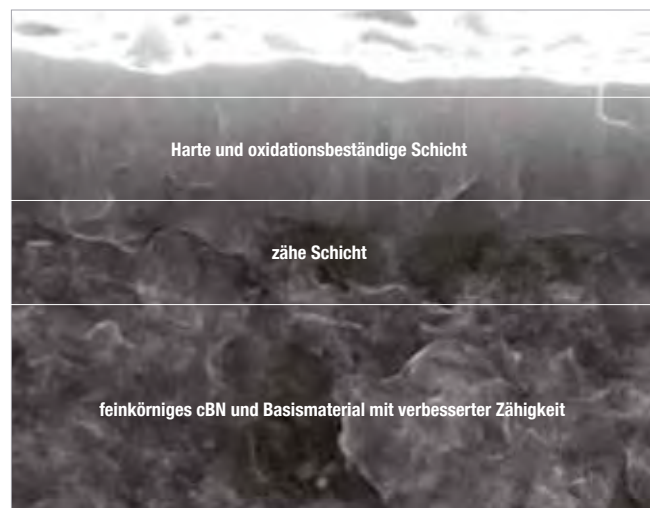 Harte und oxidationsbeständige Schicht
zähe Schicht
feinkörniges cBN und Basismaterial mit verbesserter Zähigkeit